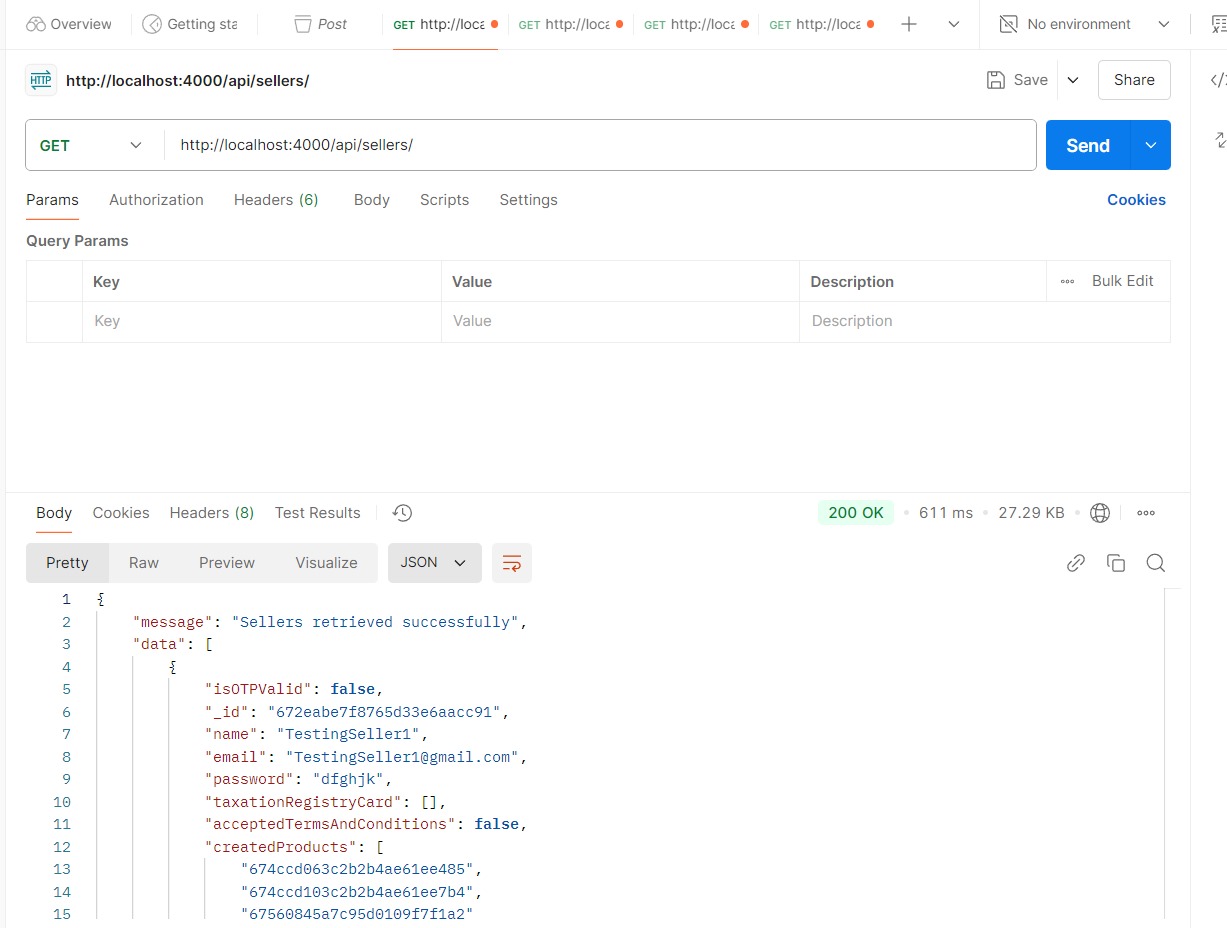 Overview Getting sta Post GET http://loca GET http://loca GET http://loca GET http://loca No environment
HTTP http://localhost:4000/api/sellers/ Save Share
GET http://localhost:4000/api/sellers/ Send
Params Authorization Headers (6) Body Scripts Settings Cookies
Query Params
Key Value Description Bulk Edit
Key Value Description
Body Cookies Headers (8) Test Results 200 OK 611 ms 27.29 KB
Pretty Raw Preview Visualize JSON
1 {
2 "message": "Sellers retrieved successfully",
3 "data": [
4 {
5 "isOTPValid": false,
6 "_id": "672eabe7f8765d33e6aacc91",
7 "name": "TestingSeller1",
8 "email": "TestingSeller1@gmail.com",
9 "password": "dfghjk",
10 "taxationRegistryCard": [],
11 "acceptedTermsAndConditions": false,
12 "createdProducts": [
13 "674ccd063c2b2b4ae61ee485",
14 "674ccd103c2b2b4ae61ee7b4",
15 "67560845a7c95d0109f7f1a2"